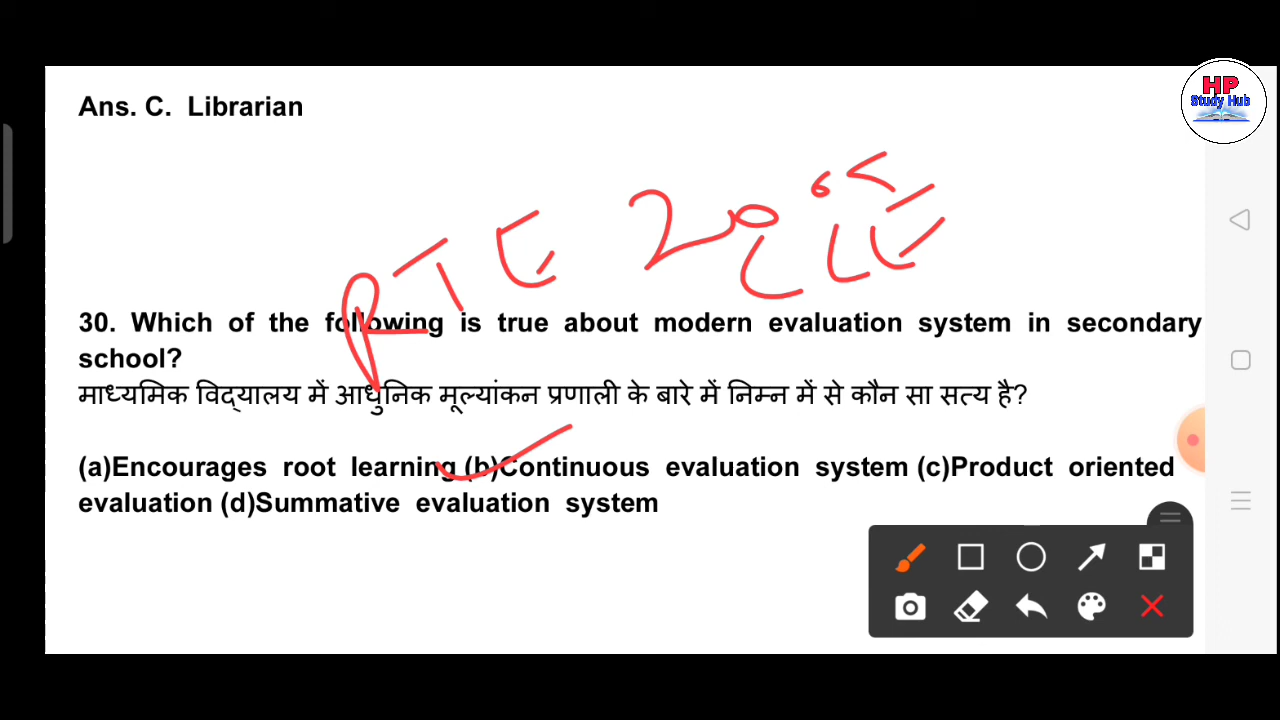 HP
Study Hub
Ans. C. Librarian
RTE 2005
CCE
30. Which of the following is true about modern evaluation system in secondary
school?
माध्यमिक विद्यालय में आधुनिक मूल्यांकन प्रणाली के बारे में निम्न में से कौन सा सत्य है?
(a)Encourages root learning (b)Continuous evaluation system (c)Product oriented
evaluation (d)Summative evaluation system